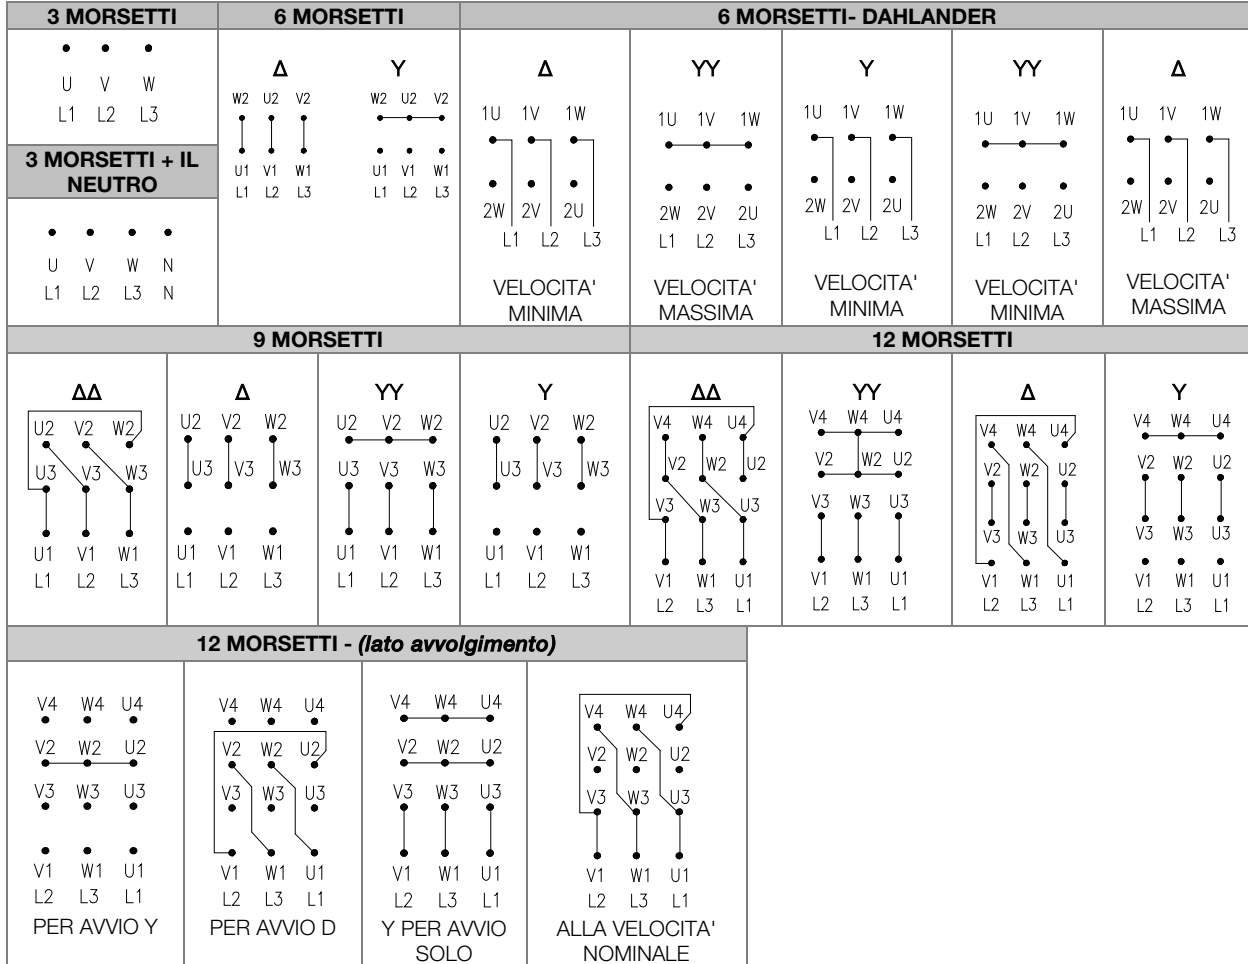 3 MORSETTI
U V W
L1 L2 L3
3 MORSETTI + IL
NEUTRO
U V W N
L1 L2 L3 N
6 MORSETTI
Δ Y
W2 U2 V2 W2 U2 V2
U1 V1 W1 U1 V1 W1
L1 L2 L3 L1 L2 L3
6 MORSETTI- DAHLANDER
Δ
1U 1V 1W
2W 2V 2U
L1 L2 L3
VELOCITA'
MINIMA
YY
1U 1V 1W
2W 2V 2U
L1 L2 L3
VELOCITA'
MASSIMA
Y
1U 1V 1W
2W 2V 2U
L1 L2 L3
VELOCITA'
MINIMA
YY
1U 1V 1W
2W 2V 2U
L1 L2 L3
VELOCITA'
MINIMA
Δ
1U 1V 1W
2W 2V 2U
L1 L2 L3
VELOCITA'
MASSIMA
9 MORSETTI
ΔΔ
U2 V2 W2
U3 V3 W3
U1 V1 W1
L1 L2 L3
Δ
U2 V2 W2
U3 V3 W3
U1 V1 W1
L1 L2 L3
YY
U2 V2 W2
U3 V3 W3
U1 V1 W1
L1 L2 L3
Y
U2 V2 W2
U3 V3 W3
U1 V1 W1
L1 L2 L3
12 MORSETTI
ΔΔ
V4 W4 U4
V2 W2 U2
V3 W3 U3
V1 W1 U1
L2 L3 L1
YY
V4 W4 U4
V2 W2 U2
V3 W3 U3
V1 W1 U1
L2 L3 L1
Δ
V4 W4 U4
V2 W2 U2
V3 W3 U3
V1 W1 U1
L2 L3 L1
Y
V4 W4 U4
V2 W2 U2
V3 W3 U3
V1 W1 U1
L2 L3 L1
12 MORSETTI - (lato avvolgimento)
V4 W4 U4
V2 W2 U2
V3 W3 U3
V1 W1 U1
L2 L3 L1
PER AVVIO Y
V4 W4 U4
V2 W2 U2
V3 W3 U3
V1 W1 U1
L2 L3 L1
PER AVVIO D
V4 W4 U4
V2 W2 U2
V3 W3 U3
V1 W1 U1
L2 L3 L1
Y PER AVVIO
SOLO
V4 W4 U4
V2 W2 U2
V3 W3 U3
V1 W1 U1
L2 L3 L1
ALLA VELOCITA'
NOMINALE